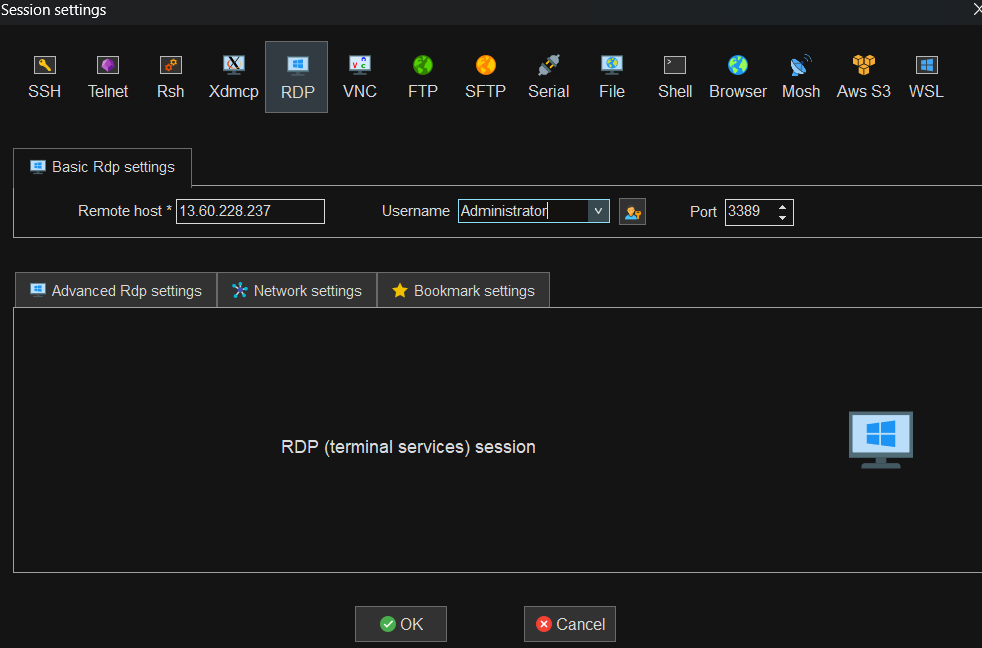 Session settings
SSH Telnet Rsh Xdmcp RDP VNC FTP SFTP Serial File Shell Browser Mosh Aws S3 WSL
Basic Rdp settings
Remote host * 13.60.228.237 Username Administrator Port 3389
Advanced Rdp settings Network settings Bookmark settings
RDP (terminal services) session
OK Cancel